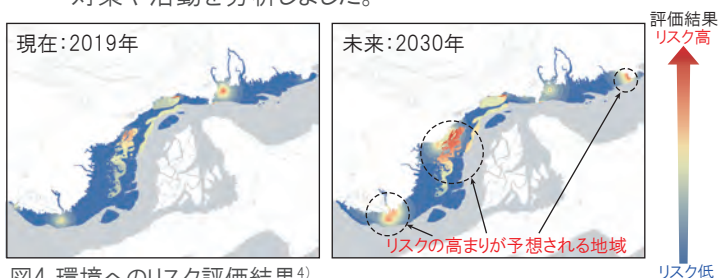 対策や活動を分析しました。
現在:2019年
未来:2030年
評価結果
リスク高
リスクの高まりが予想される地域
図4 環境へのリスク評価結果4)
リスク低